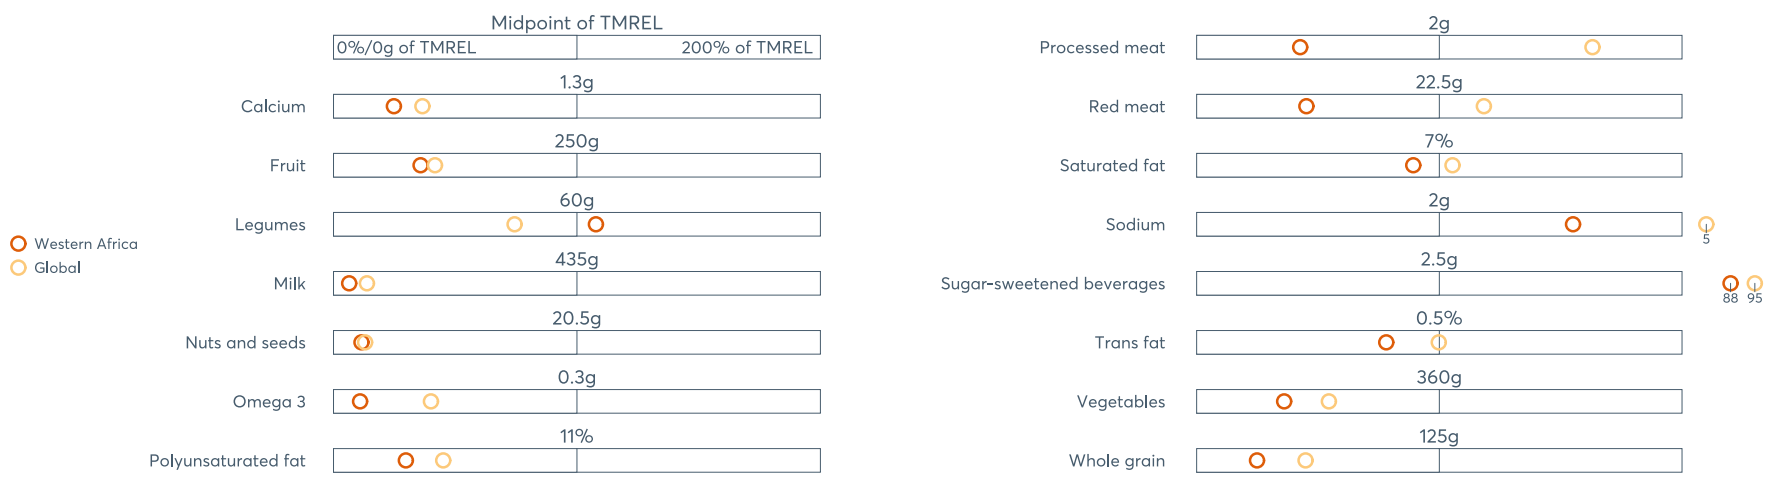 Midpoint of TMREL
0%/0g of TMREL 200% of TMREL
1.3g
Calcium
250g
Fruit
60g
Legumes
435g
Milk
20.5g
Nuts and seeds
0.3g
Omega 3
11%
Polyunsaturated fat
Western Africa
Global
2g
Processed meat
22.5g
Red meat
7%
Saturated fat
2g
Sodium
5
2.5g
Sugar-sweetened beverages
88 95
0.5%
Trans fat
360g
Vegetables
125g
Whole grain